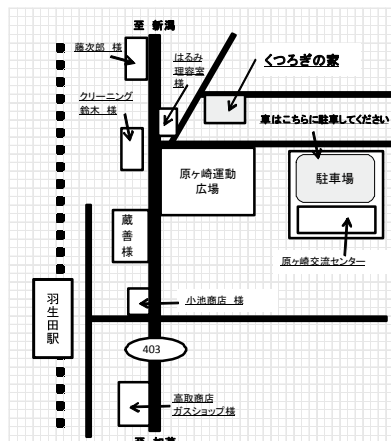 至 新潟
藤次郎 様
はるみ
理容室
様
くつろぎの家
クリーニング
鈴木 様
車はこちらに駐車してください
原ヶ崎運動
広場
駐車場
蔵善様
原ヶ崎交流センター
小池商店 様
羽生田駅
403
高取商店
ガスショップ様
至 加茂